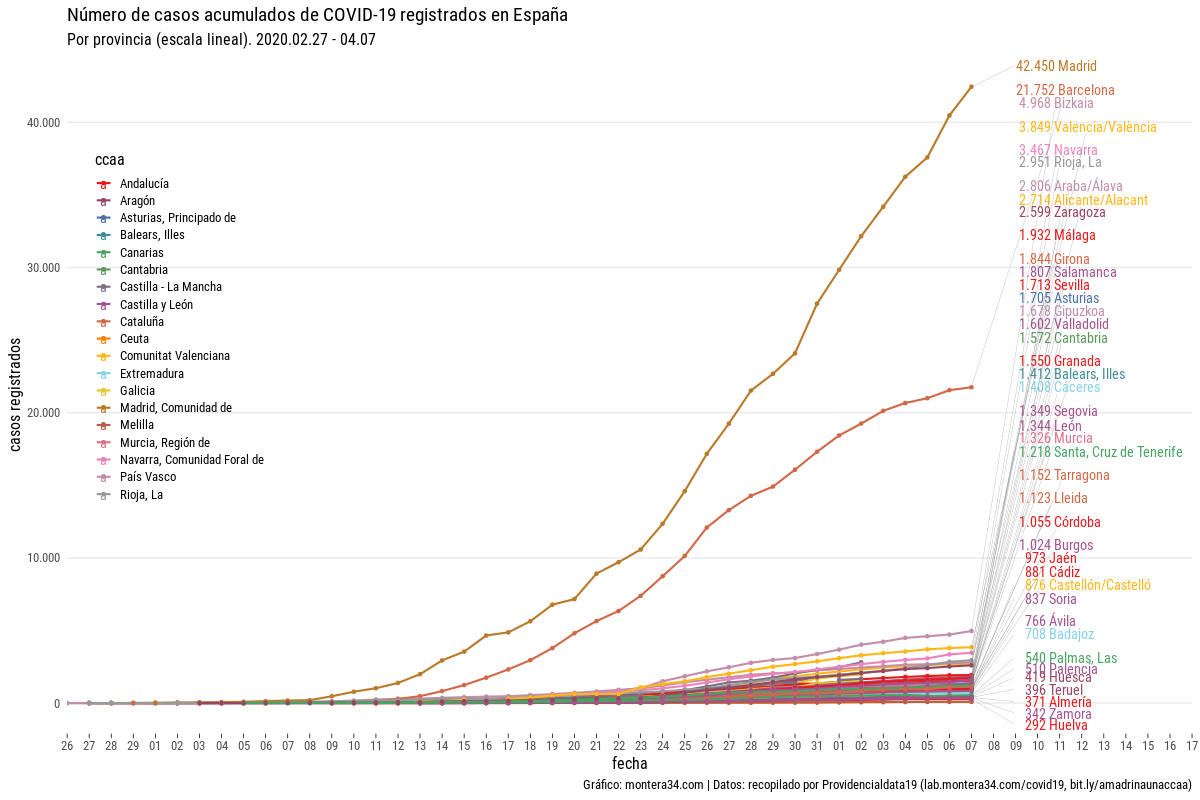 Número de casos acumulados de COVID-19 registrados en España
Por provincia (escala lineal). 2020.02.27 - 04.07
42.450 Madrid
21.752 Barcelona
4.968 Bizkaia
3.849 Valencia/València
3.467 Navarra
2.951 Rioja, La
2.806 Araba/Álava
2.714 Alicante/Alacant
2.599 Zaragoza
1.932 Málaga
1.844 Girona
1.807 Salamanca
1.713 Sevilla
1.705 Asturias
1.678 Gipuzkoa
1.602 Valladolid
1.572 Cantabria
1.550 Granada
1.412 Balears, Illes
1.408 Cáceres
1.349 Segovia
1.344 León
1.326 Murcia
1.218 Santa, Cruz de Tenerife
1.152 Tarragona
1.123 Lleida
1.055 Córdoba
1.024 Burgos
973 Jaén
881 Cádiz
876 Castellón/Castelló
837 Soria
766 Ávila
708 Badajoz
540 Palmas, Las
510 Palencia
419 Huesca
396 Teruel
371 Almería
342 Zamora
292 Huelva
casos registrados
40.000
30.000
20.000
10.000
0
ccaa
Andalucía
Aragón
Asturias, Principado de
Balears, Illes
Canarias
Cantabria
Castilla - La Mancha
Castilla y León
Cataluña
Ceuta
Comunitat Valenciana
Extremadura
Galicia
Madrid, Comunidad de
Melilla
Murcia, Región de
Navarra, Comunidad Foral de
País Vasco
Rioja, La
26 27 28 29 01 02 03 04 05 06 07 08 09 10 11 12 13 14 15 16 17 18 19 20 21 22 23 24 25 26 27 28 29 30 31 01 02 03 04 05 06 07 08 09 10 11 12 13 14 15 16 17
fecha
Gráfico: montera34.com | Datos: recopilado por Providencialdata19 (lab.montera34.com/covid19, bit.ly/amadrinaunaccaa)